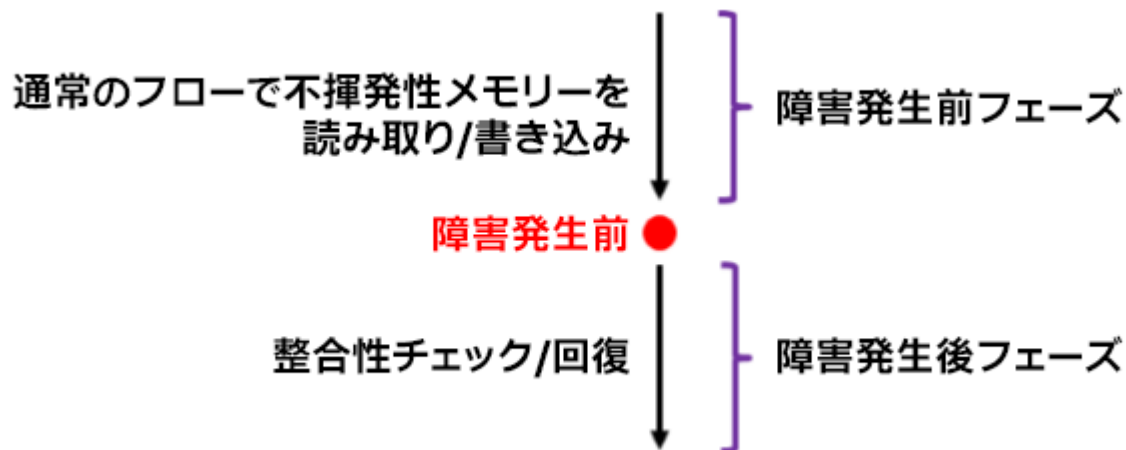 通常のフローで不揮発性メモリーを
読み取り/書き込み
障害発生前フェーズ
障害発生前
整合性チェック/回復
障害発生後フェーズ